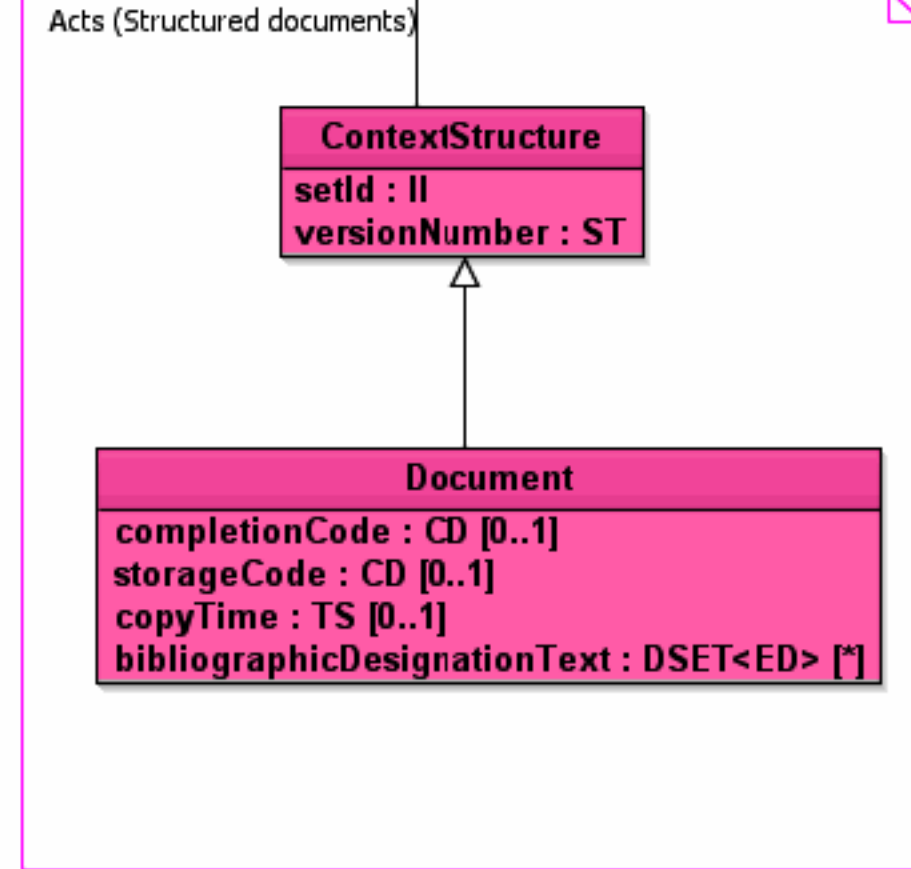 Acts (Structured documents)
ContextStructure
setId : II
versionNumber : ST
Document
completionCode : CD [0..1]
storageCode : CD [0..1]
copyTime : TS [0..1]
bibliographicDesignationText : DSET<ED> [*]